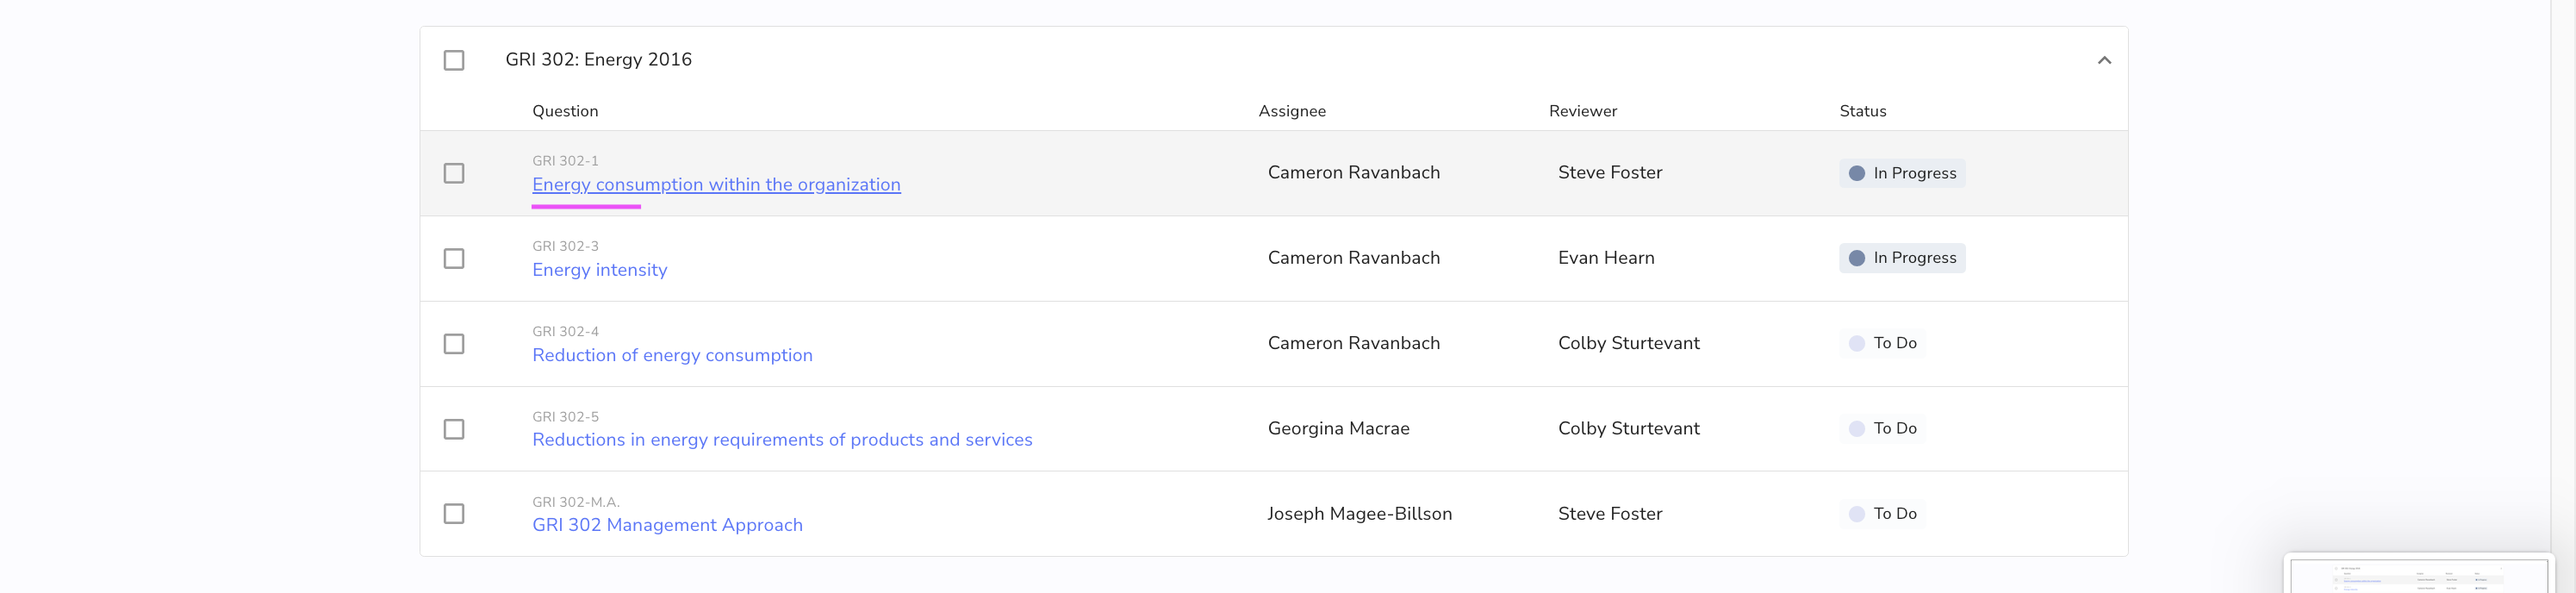 GRI 302: Energy 2016
Question Assignee Reviewer Status
GRI 302-1
Energy consumption within the organization Cameron Ravanbach Steve Foster In Progress
GRI 302-3
Energy intensity Cameron Ravanbach Evan Hearn In Progress
GRI 302-4
Reduction of energy consumption Cameron Ravanbach Colby Sturtevant To Do
GRI 302-5
Reductions in energy requirements of products and services Georgina Macrae Colby Sturtevant To Do
GRI 302-M.A.
GRI 302 Management Approach Joseph Magee-Billson Steve Foster To Do